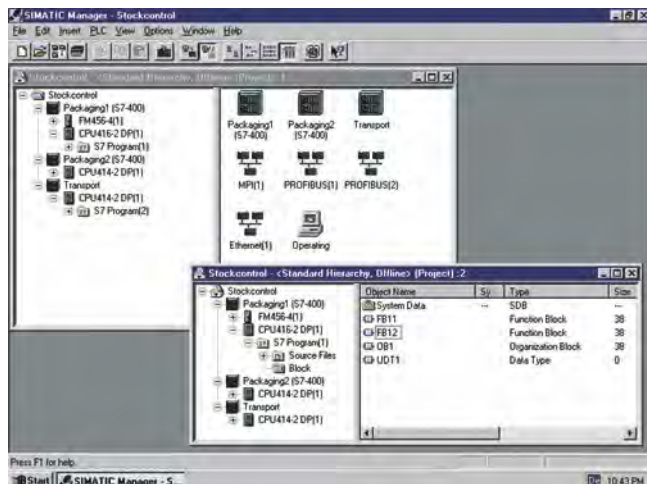 SIMATIC Manager - Stockcontrol
File Edit Insert PLC View Options Window Help
Stockcontrol - <Standard Hierarchy, Offline> (Project) :1
Stockcontrol
Packaging1 (S7-400)
FM456-4(1)
CPU416-2 DP(1)
S7 Program(1)
Packaging2 (S7-400)
CPU414-2 DP(1)
Transport
CPU414-2 DP(1)
S7 Program(2)
Packaging1 (S7-400)
Packaging2 (S7-400)
Transport
MPI(1) PROFIBUS(1) PROFIBUS(2)
Ethernet(1) Operating
Stockcontrol - <Standard Hierarchy, Offline> (Project) :2
Stockcontrol
Packaging1 (S7-400)
FM456-4(1)
CPU416-2 DP(1)
S7 Program(1)
Source Files
Block
Packaging2 (S7-400)
CPU414-2 DP(1)
Transport
CPU414-2 DP(1)
Object Name Sy Type Size
System Data --- SDB ---
FB11 Function Block 38
FB12 Function Block 38
OB1 Organization Block 38
UDT1 Data Type 0
Press F1 for help.
Start SIMATIC Manager - S... 10:43 PM